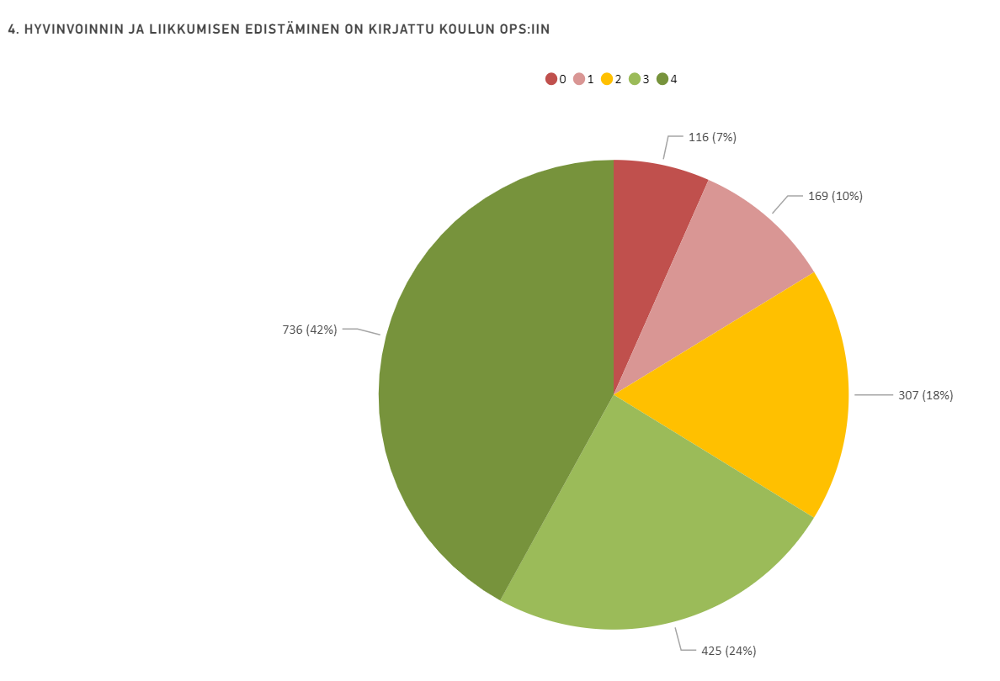 4. HYVINVOINNIN JA LIIKKUMISEN EDISTÄMINEN ON KIRJATTU KOULUN OPS:IIN
0 1 2 3 4
116 (7%)
169 (10%)
736 (42%)
307 (18%)
425 (24%)